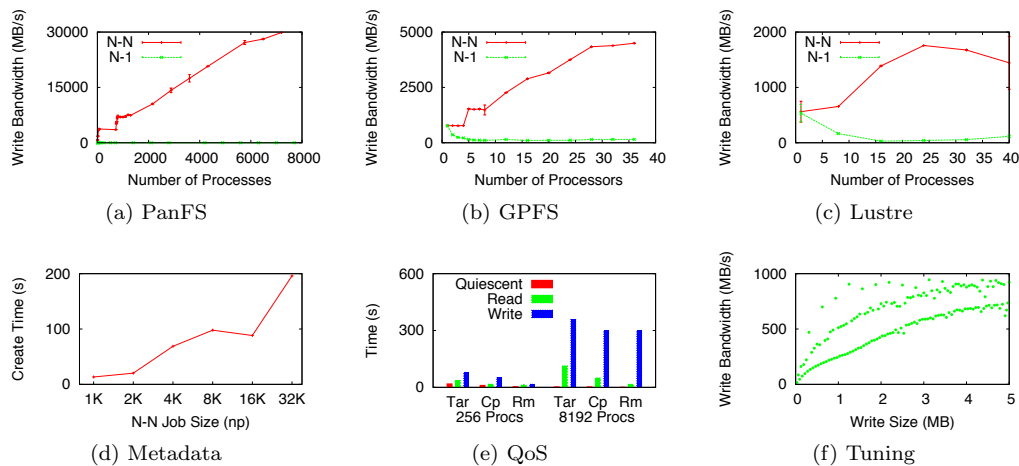 Write Bandwidth (MB/s)
30000
15000
0
N-N
N-1
0 2000 4000 6000 8000
Number of Processes
(a) PanFS
Write Bandwidth (MB/s)
5000
2500
0
N-N
N-1
0 5 10 15 20 25 30 35 40
Number of Processors
(b) GPFS
Write Bandwidth (MB/s)
2000
1000
0
N-N
N-1
0 5 10 15 20 25 30 35 40
Number of Processes
(c) Lustre
Create Time (s)
200
100
0
1K 2K 4K 8K 16K 32K
N-N Job Size (np)
(d) Metadata
Time (s)
600
300
0
Quiescent
Read
Write
Tar Cp Rm Tar Cp Rm
256 Procs 8192 Procs
(e) QoS
Write Bandwidth (MB/s)
1000
500
0
0 1 2 3 4 5
Write Size (MB)
(f) Tuning